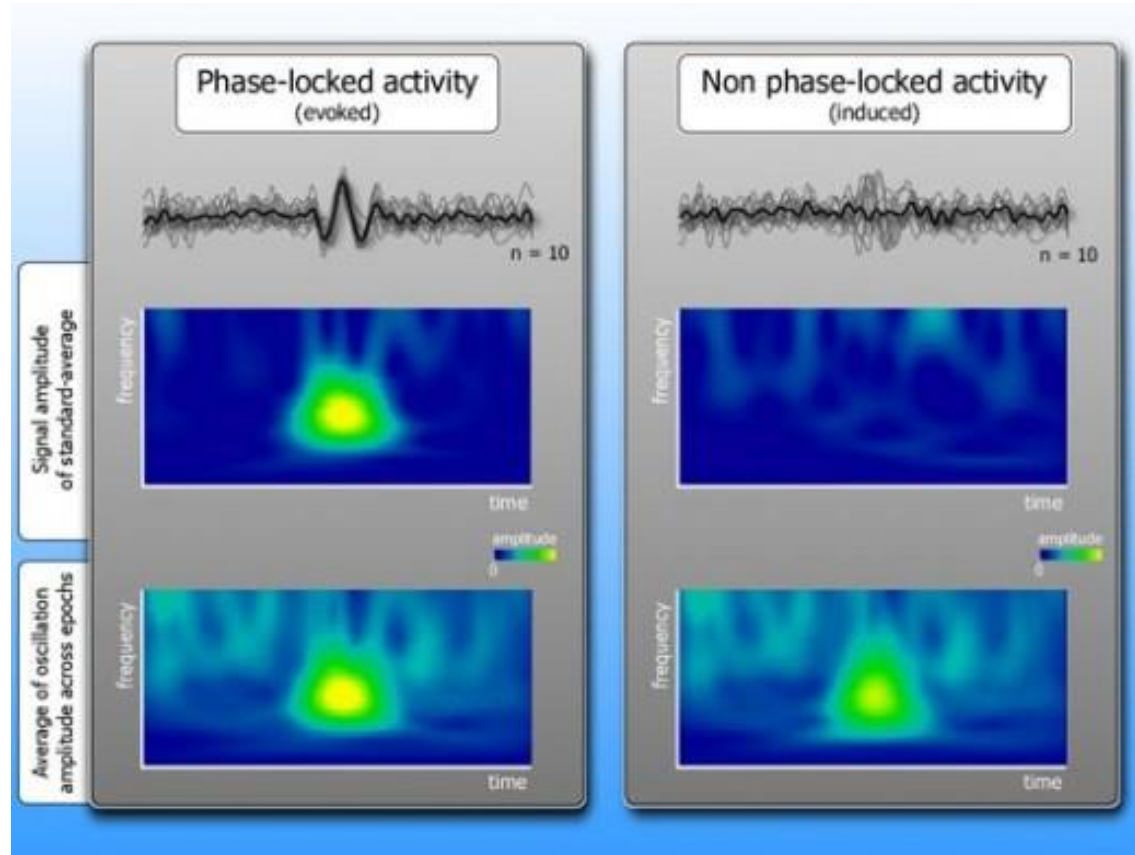 Phase-locked activity
(evoked)
n = 10
Signal amplitude
of standard-average
frequency
time
amplitude
0
Average of oscillation
amplitude across epochs
frequency
time
Non phase-locked activity
(induced)
n = 10
frequency
time
amplitude
0
frequency
time